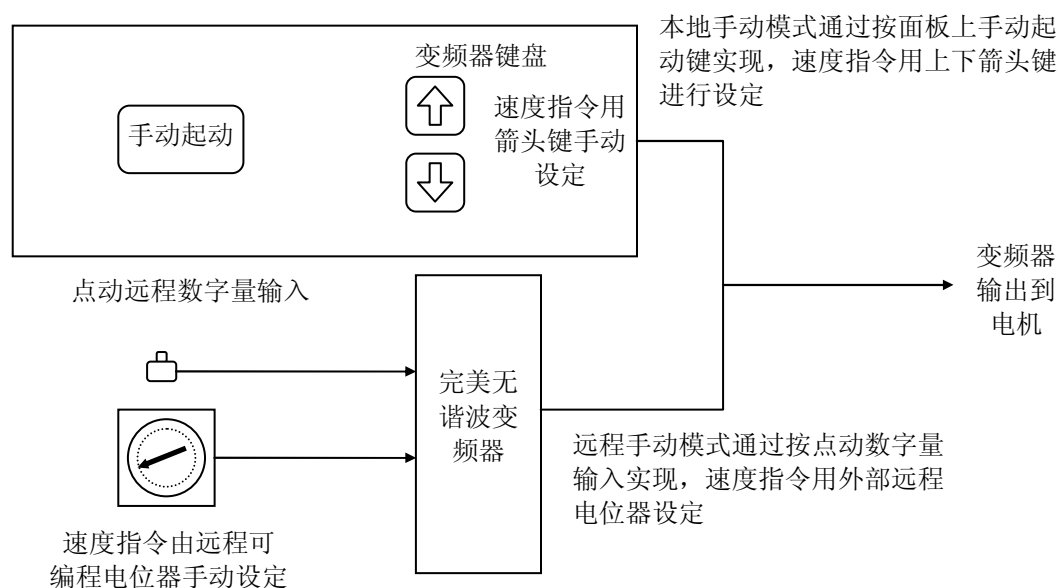 本地手动模式通过按面板上手动起
动键实现，速度指令用上下箭头键
进行设定
变频器键盘
手动起动
速度指令用
箭头键手动
设定
变频器
输出到
电机
点动远程数字量输入
完美无
谐波变
频器
远程手动模式通过按点动数字量
输入实现，速度指令用外部远程
电位器设定
速度指令由远程可
编程电位器手动设定